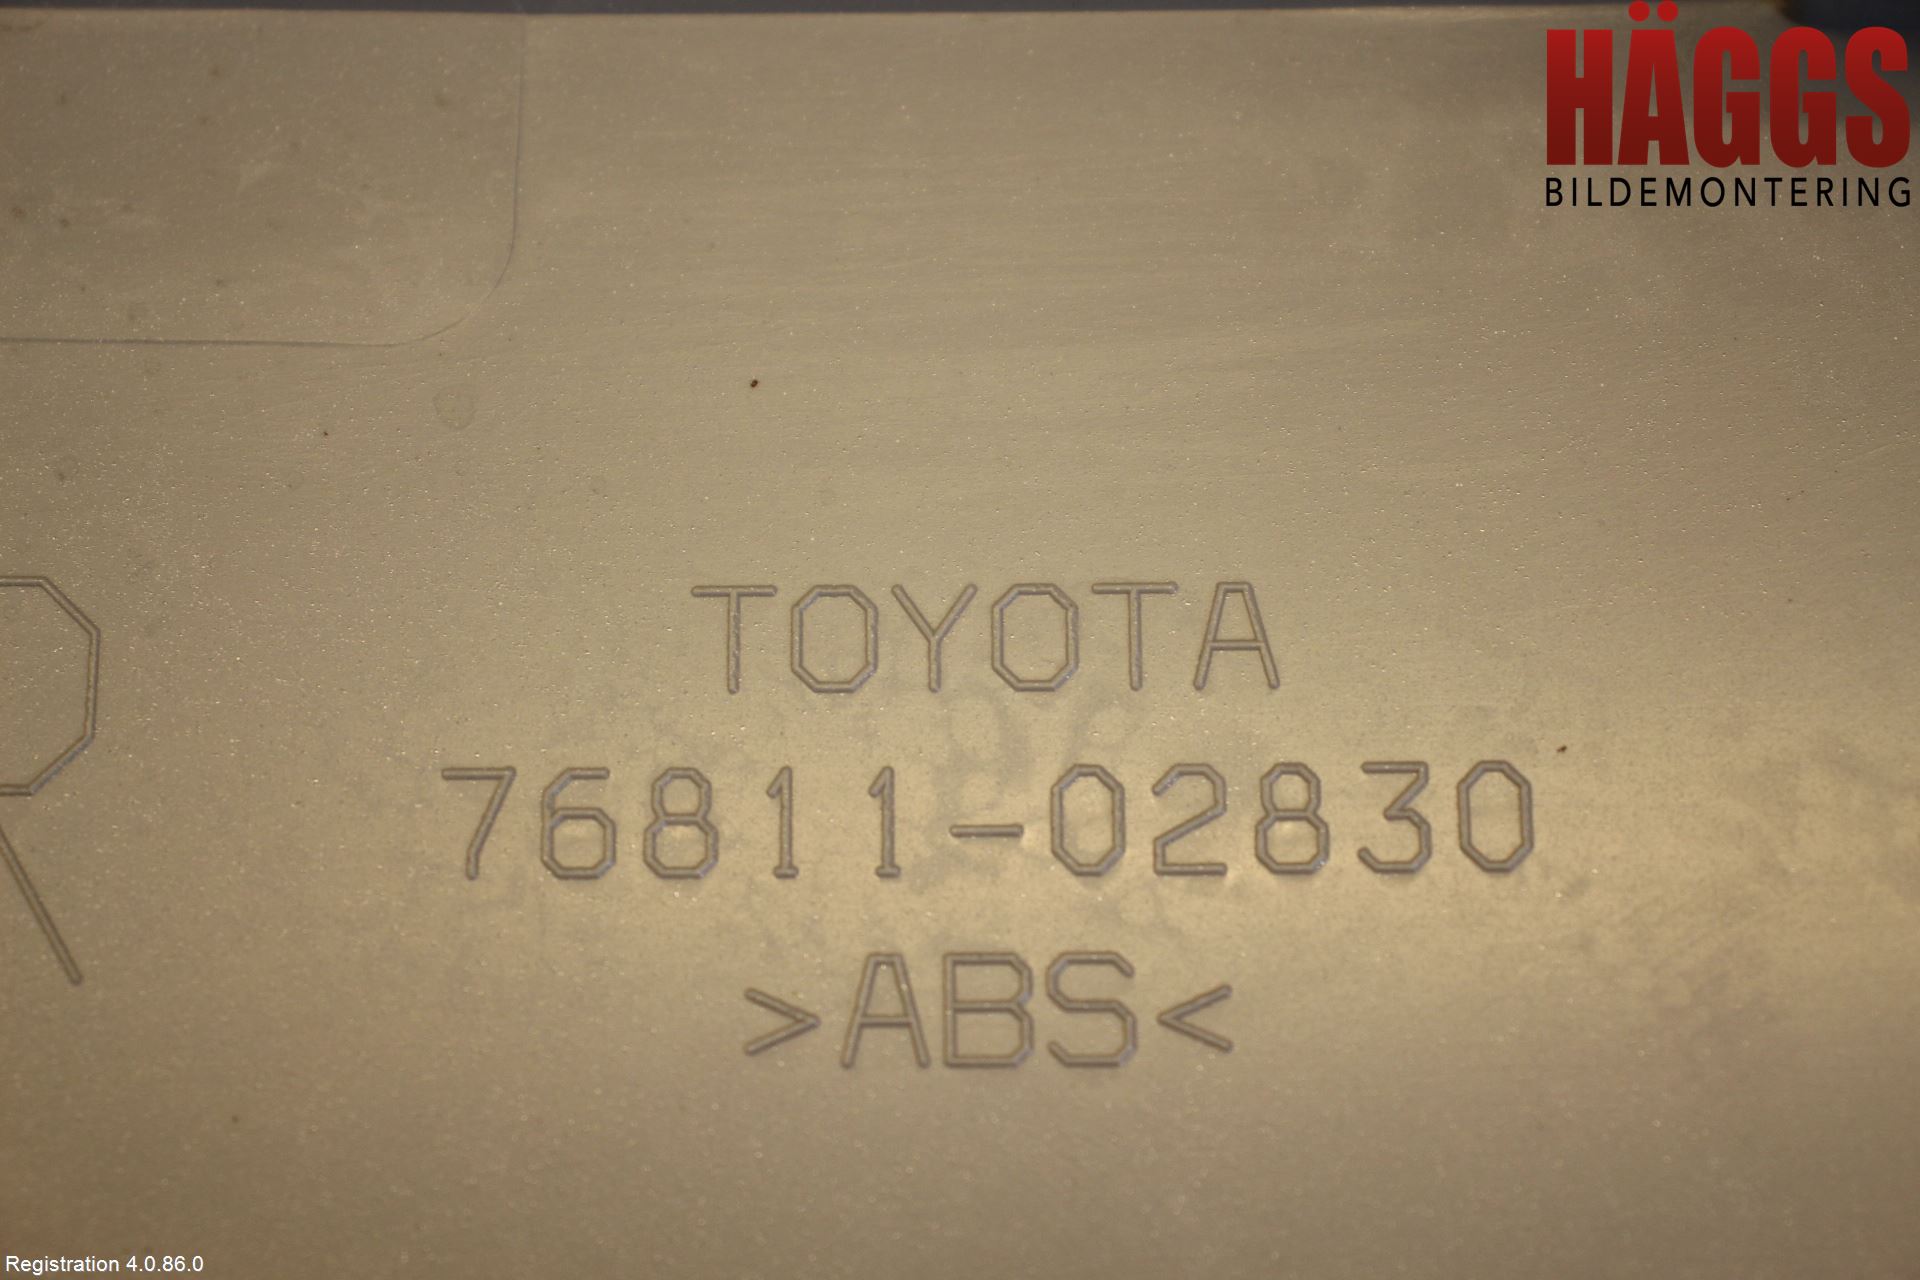 HÄGGS
BILDEMONTERING
R
TOYOTA
76811-02830
>ABS<
Registration 4.0.86.0